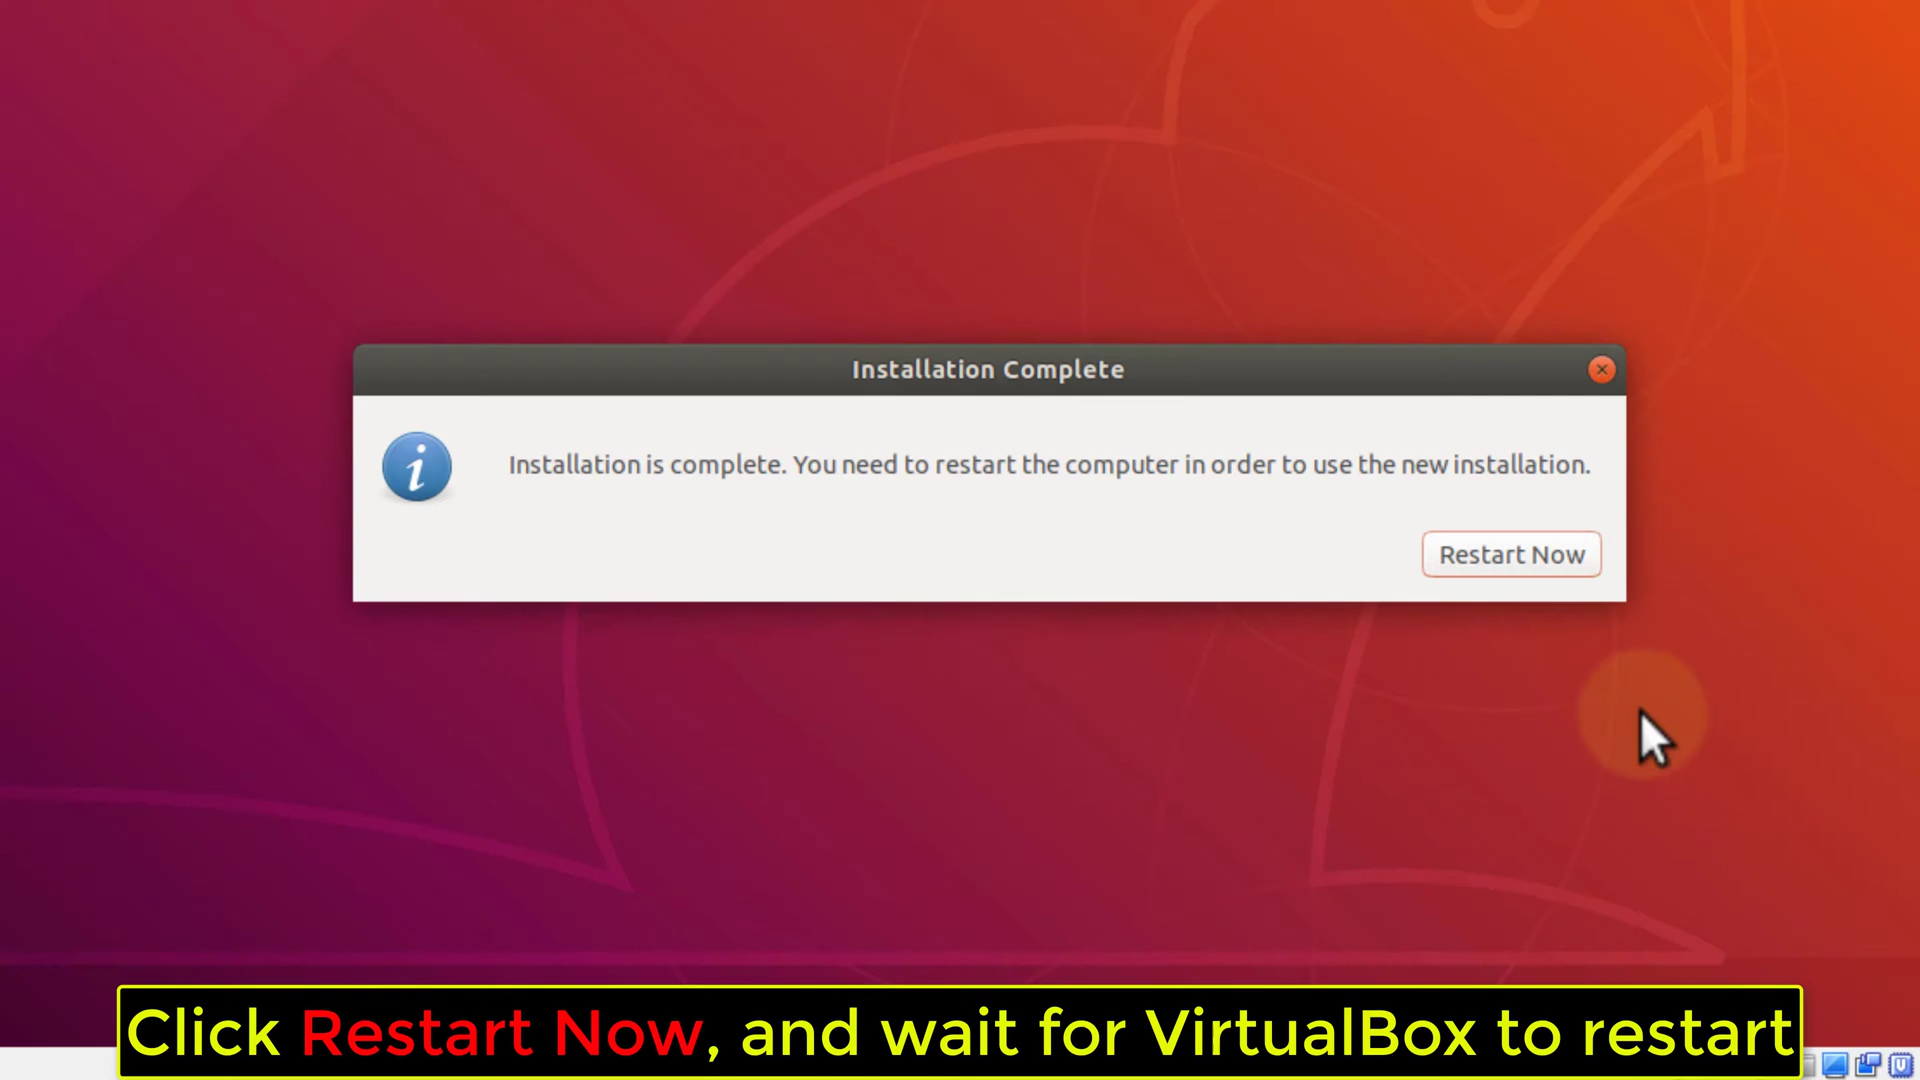 Installation Complete
Installation is complete. You need to restart the computer in order to use the new installation.
Restart Now
Click Restart Now, and wait for VirtualBox to restart